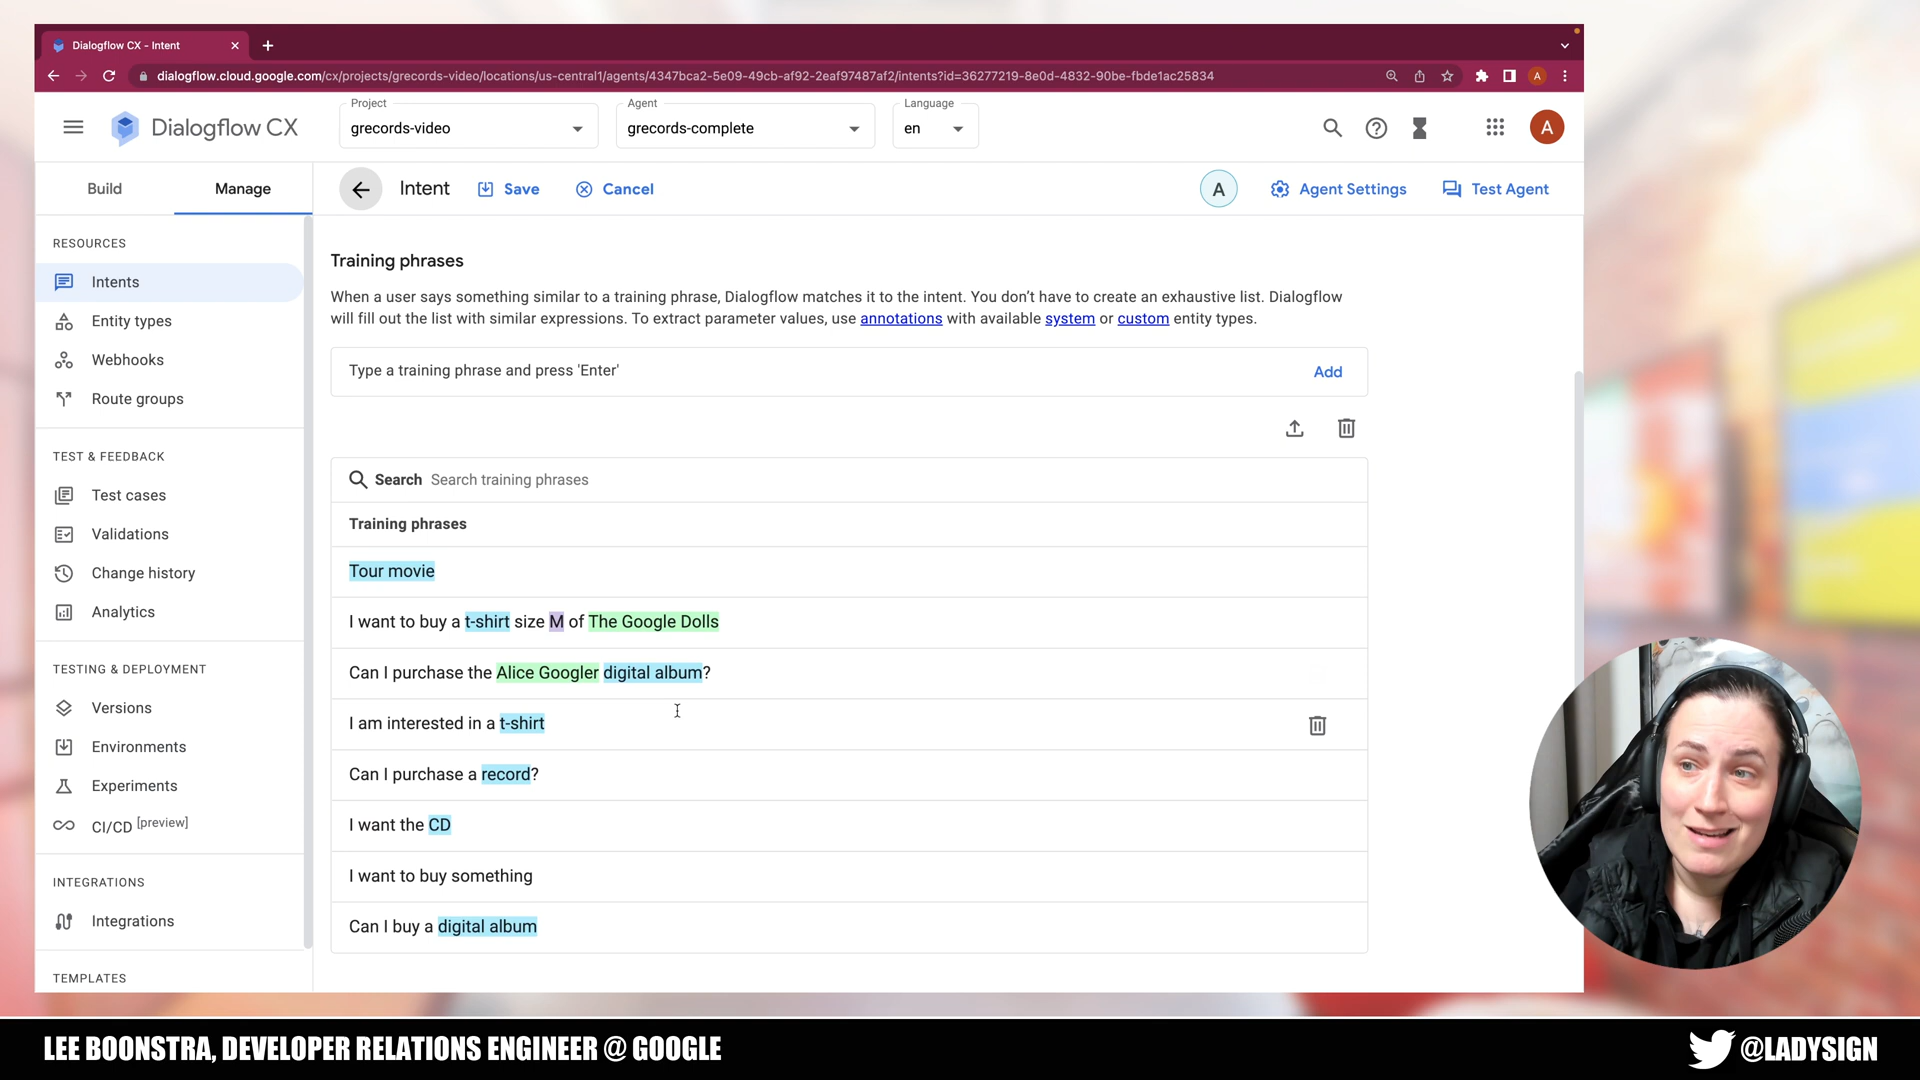 Dialogflow CX - Intent
dialogflow.cloud.google.com/cx/projects/grecords-video/locations/us-central1/agents/4347bca2-5e09-49cb-af92-2eaf97487af2/intents?id=36277219-8e0d-4832-90be-fbde1ac25834
A
Dialogflow CX
Project
grecords-video
Agent
grecords-complete
Language
en
A
Build
Manage
Intent
Save
Cancel
A
Agent Settings
Test Agent
RESOURCES
Intents
Entity types
Webhooks
Route groups
TEST & FEEDBACK
Test cases
Validations
Change history
Analytics
TESTING & DEPLOYMENT
Versions
Environments
Experiments
CI/CD [preview]
INTEGRATIONS
Integrations
TEMPLATES
Training phrases
When a user says something similar to a training phrase, Dialogflow matches it to the intent. You don’t have to create an exhaustive list. Dialogflow
will fill out the list with similar expressions. To extract parameter values, use annotations with available system or custom entity types.
Type a training phrase and press 'Enter'
Add
Search Search training phrases
Training phrases
Tour movie
I want to buy a t-shirt size M of The Google Dolls
Can I purchase the Alice Googler digital album?
I am interested in a t-shirt
Can I purchase a record?
I want the CD
I want to buy something
Can I buy a digital album
LEE BOONSTRA, DEVELOPER RELATIONS ENGINEER @ GOOGLE
@LADYSIGN